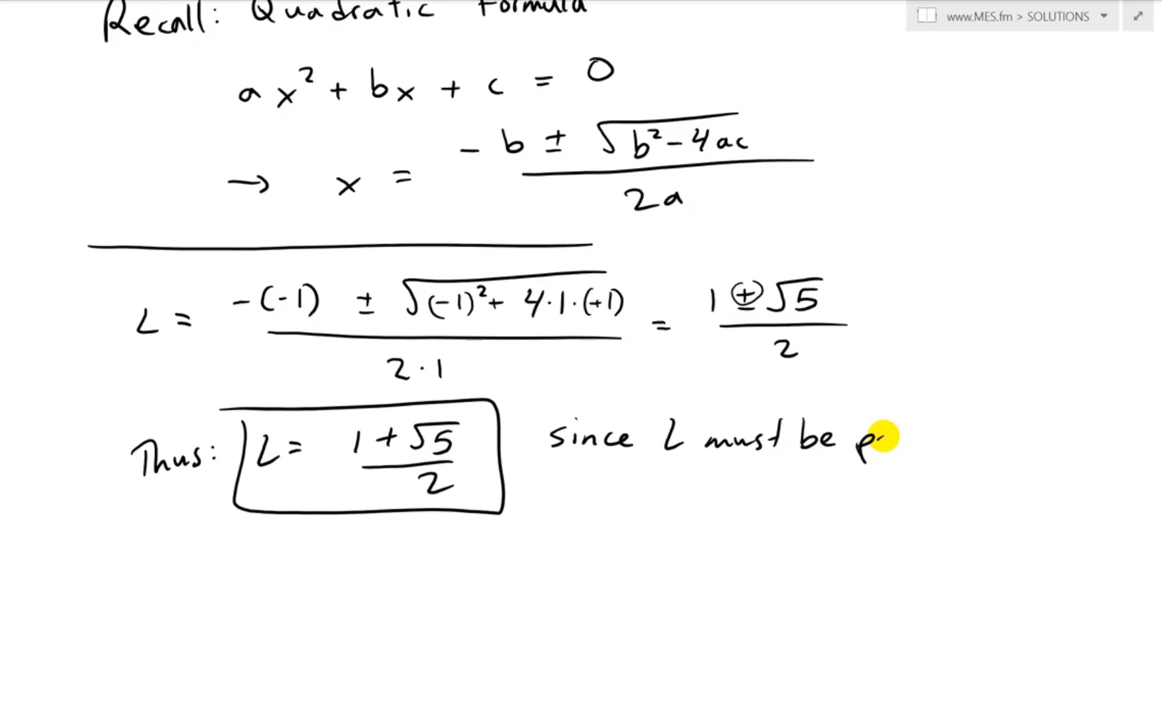 Recall: Quadratic Formula
www.MES.fm > SOLUTIONS
ax² + bx + c = 0
→ x = (-b ± √(b²-4ac)) / 2a
L = (-(-1) ± √((-1)²+ 4·1·(+1))) / 2·1 = (1 ± √5) / 2
Thus: L = (1+√5) / 2 since L must be p